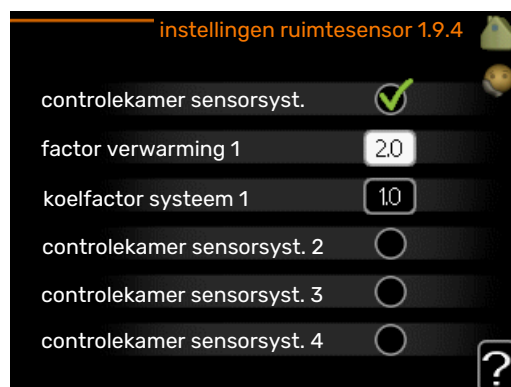 instellingen ruimtesensor 1.9.4
controlekamer sensorsyst.
factor verwarming 1 2.0
koelfactor systeem 1 1.0
controlekamer sensorsyst. 2
controlekamer sensorsyst. 3
controlekamer sensorsyst. 4
?